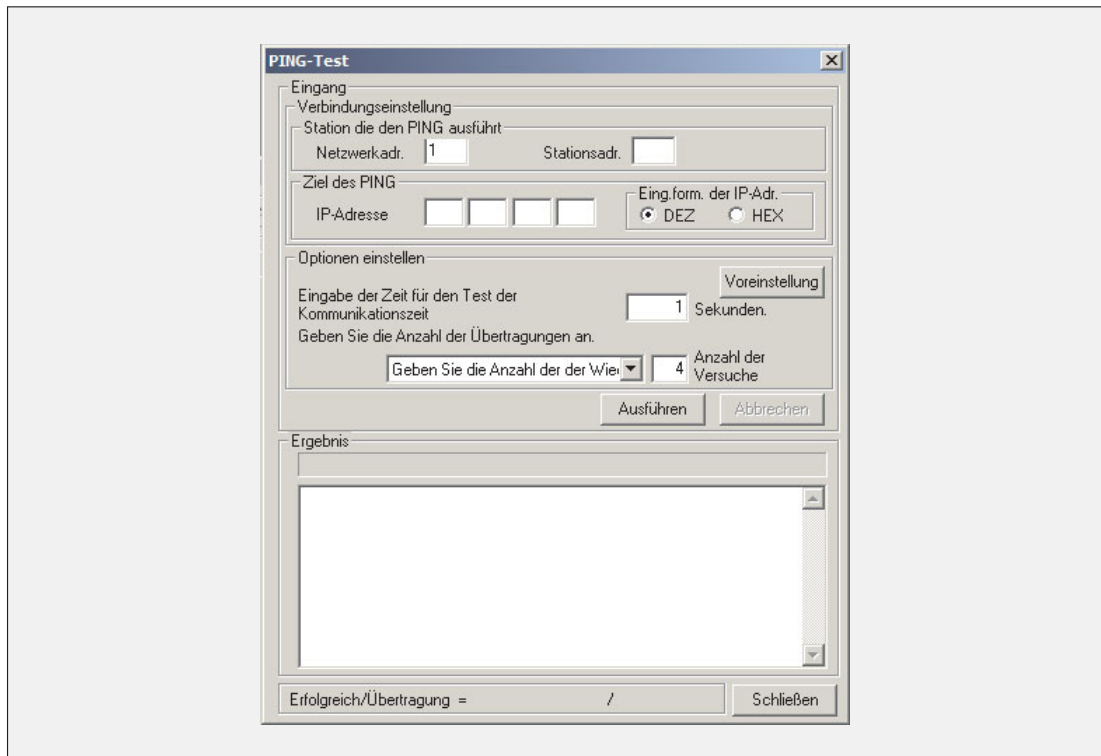 PING-Test
Eingang
Verbindungseinstellung
Station die den PING ausführt
Netzwerkadr. 1 Stationsadr.
Ziel des PING
Eing.form. der IP-Adr.
IP-Adresse DEZ HEX
Optionen einstellen
Voreinstellung
Eingabe der Zeit für den Test der
Kommunikationszeit
1 Sekunden.
Geben Sie die Anzahl der Übertragungen an.
Geben Sie die Anzahl der der 4 Anzahl der
Versuche
Ausführen Abbrechen
Ergebnis
Erfolgreich/Übertragung = / Schließen